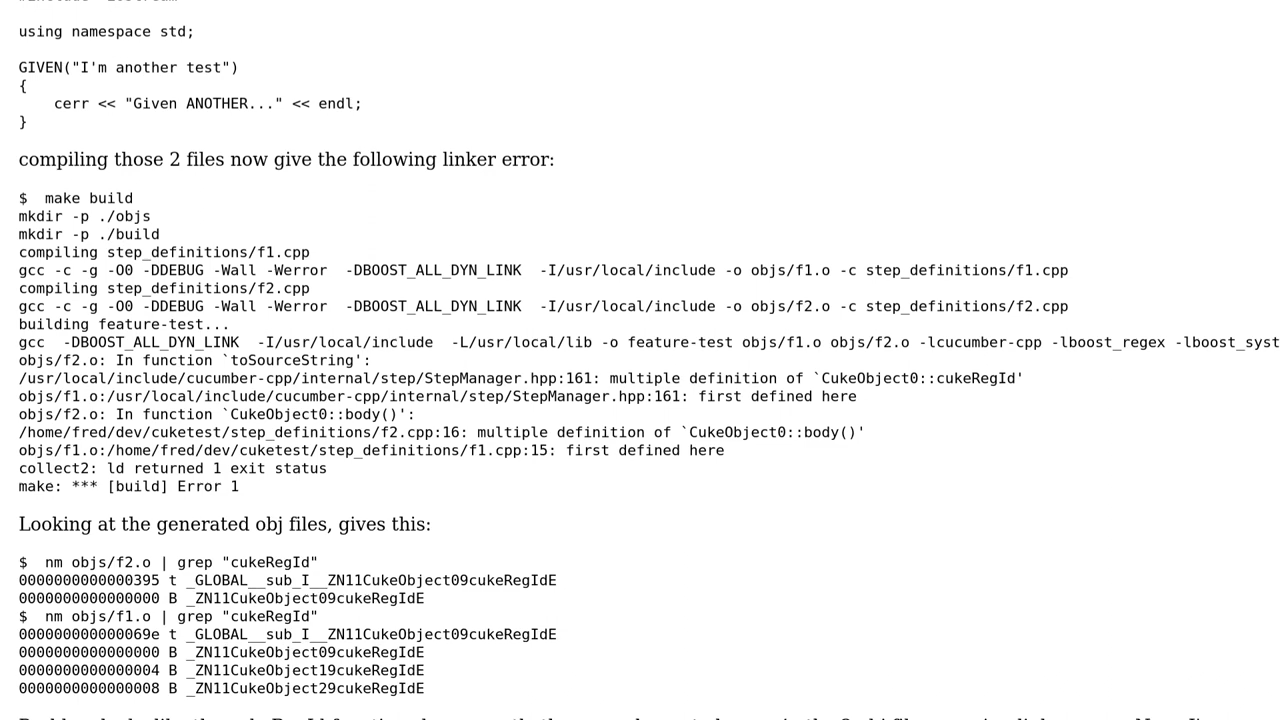 using namespace std;
GIVEN("I'm another test")
{
    cerr << "Given ANOTHER..." << endl;
}
compiling those 2 files now give the following linker error:
$  make build
mkdir -p ./objs
mkdir -p ./build
compiling step_definitions/f1.cpp
gcc -c -g -O0 -DDEBUG -Wall -Werror  -DBOOST_ALL_DYN_LINK  -I/usr/local/include -o objs/f1.o -c step_definitions/f1.cpp
compiling step_definitions/f2.cpp
gcc -c -g -O0 -DDEBUG -Wall -Werror  -DBOOST_ALL_DYN_LINK  -I/usr/local/include -o objs/f2.o -c step_definitions/f2.cpp
building feature-test...
gcc  -DBOOST_ALL_DYN_LINK  -I/usr/local/include  -L/usr/local/lib -o feature-test objs/f1.o objs/f2.o -lcucumber-cpp -lboost_regex -lboost_syst
objs/f2.o: In function `toSourceString':
/usr/local/include/cucumber-cpp/internal/step/StepManager.hpp:161: multiple definition of `CukeObject0::cukeRegId'
objs/f1.o:/usr/local/include/cucumber-cpp/internal/step/StepManager.hpp:161: first defined here
objs/f2.o: In function `CukeObject0::body()':
/home/fred/dev/cuketest/step_definitions/f2.cpp:16: multiple definition of `CukeObject0::body()'
objs/f1.o:/home/fred/dev/cuketest/step_definitions/f1.cpp:15: first defined here
collect2: ld returned 1 exit status
make: *** [build] Error 1
Looking at the generated obj files, gives this:
$  nm objs/f2.o | grep "cukeRegId"
0000000000000395 t _GLOBAL__sub_I__ZN11CukeObject09cukeRegIdE
0000000000000000 B _ZN11CukeObject09cukeRegIdE
$  nm objs/f1.o | grep "cukeRegId"
000000000000069e t _GLOBAL__sub_I__ZN11CukeObject09cukeRegIdE
0000000000000000 B _ZN11CukeObject09cukeRegIdE
0000000000000004 B _ZN11CukeObject19cukeRegIdE
0000000000000008 B _ZN11CukeObject29cukeRegIdE